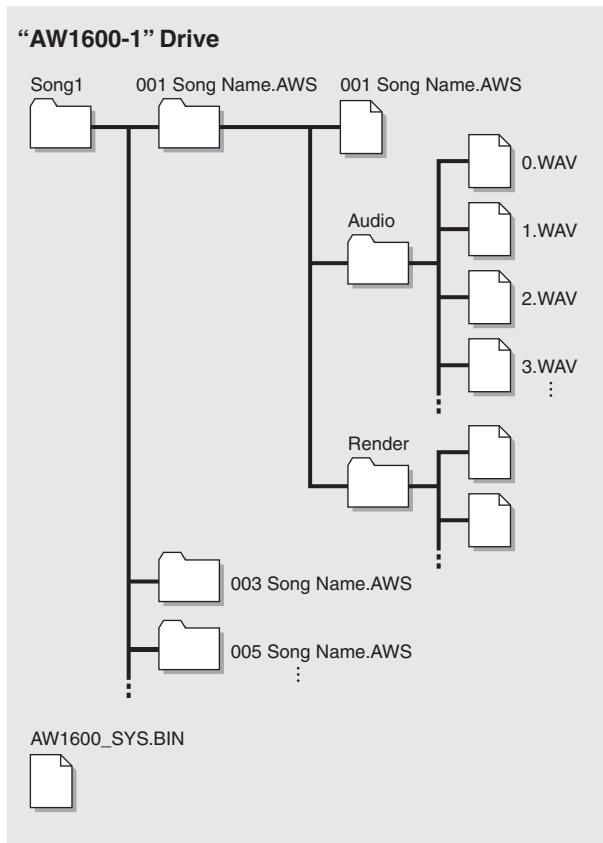 “AW1600-1” Drive
Song1
001 Song Name.AWS
001 Song Name.AWS
0.WAV
Audio
1.WAV
2.WAV
3.WAV
Render
003 Song Name.AWS
005 Song Name.AWS
AW1600_SYS.BIN